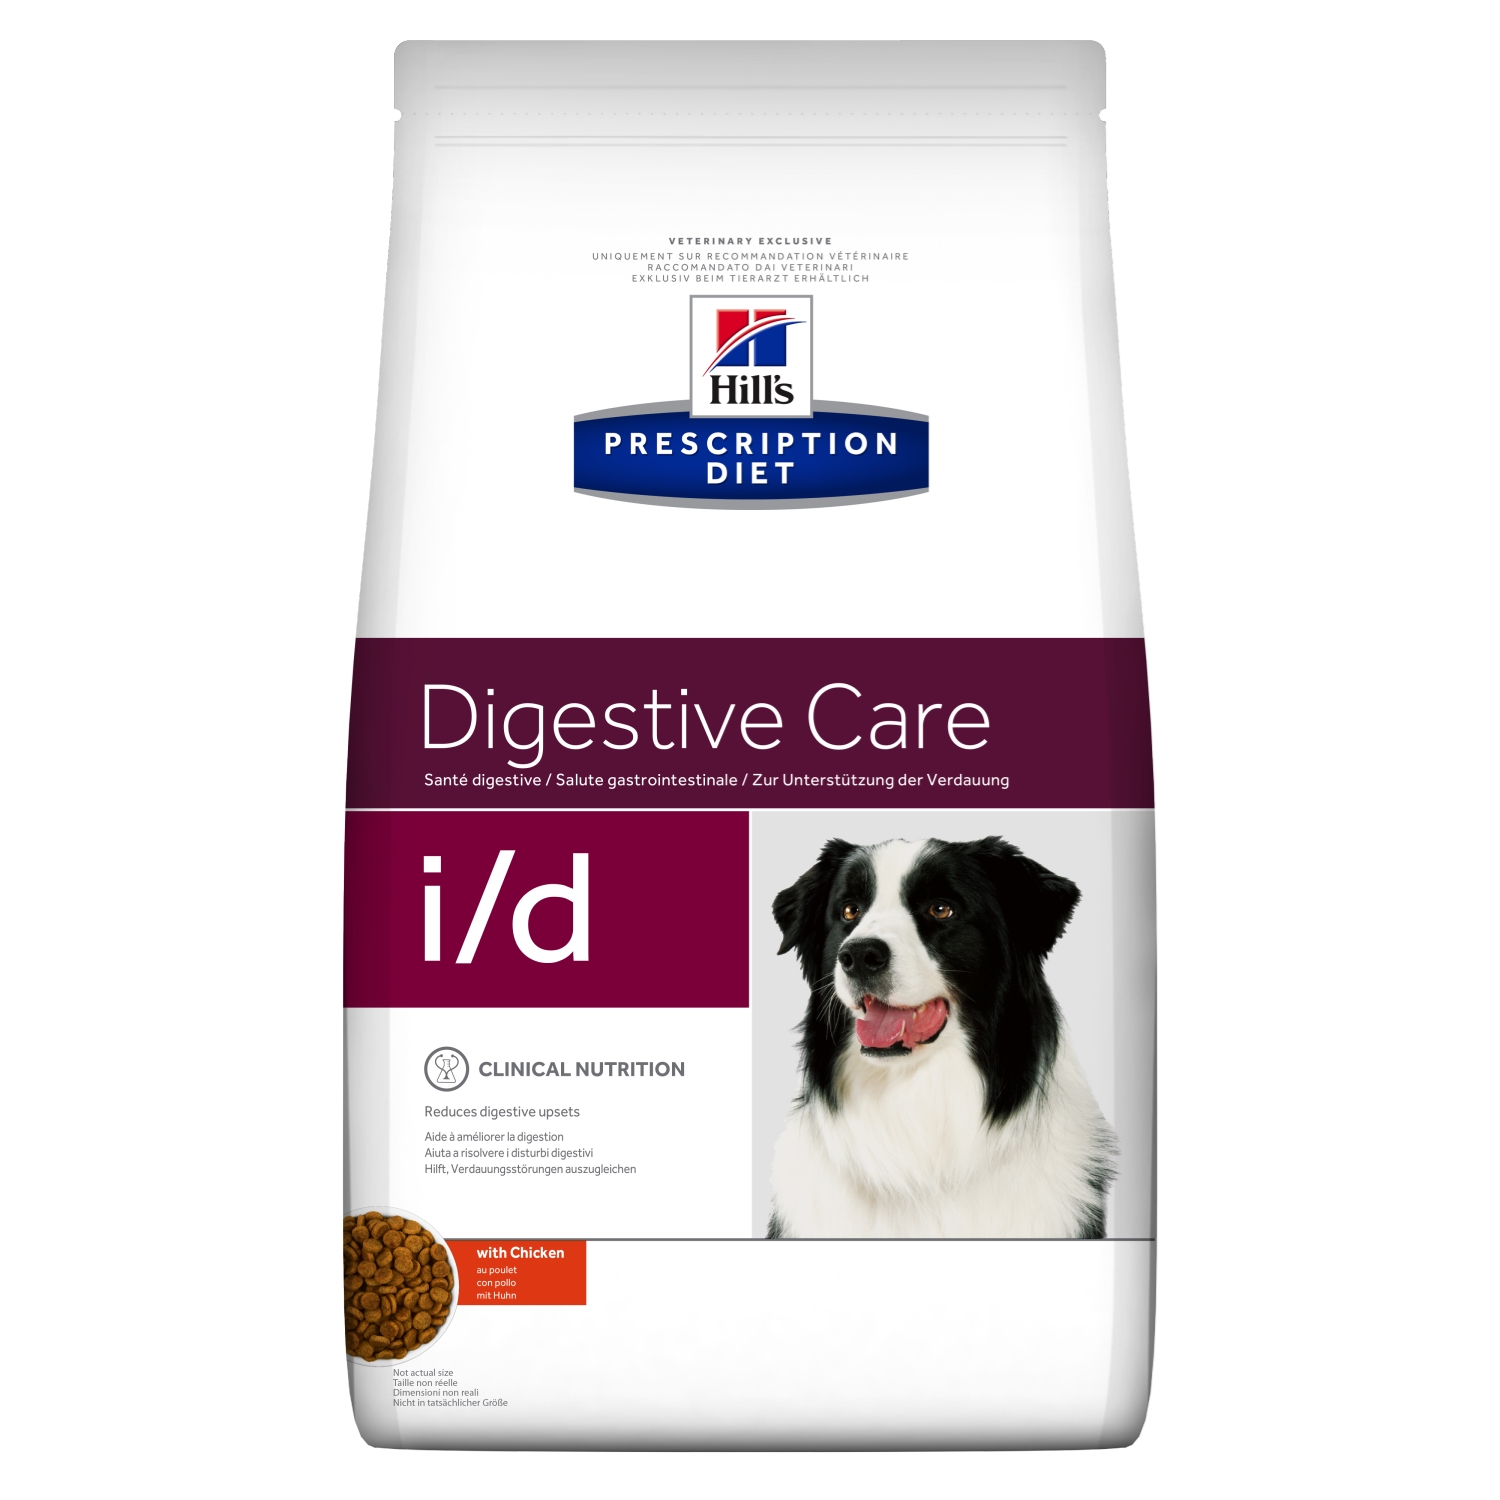 VETERINARY EXCLUSIVE
UNIQUEMENT SUR RECOMMANDATION VÉTÉRINAIRE
RACCOMANDATO DAI VETERINARI
EXKLUSIV BEIM TIERARZT ERHÄLTLICH
Hill's
PRESCRIPTION
DIET
Digestive Care
Santé digestive / Salute gastrointestinale / Zur Unterstützung der Verdauung
i/d
CLINICAL NUTRITION
Reduces digestive upsets
Aide à améliorer la digestion
Aiuta a risolvere i disturbi digestivi
Hilft, Verdauungsstörungen auszugleichen
with Chicken
au poulet
con pollo
mit Huhn
Not actual size
Taille non réelle
Dimensioni non reali
Nicht in tatsächlicher Größe